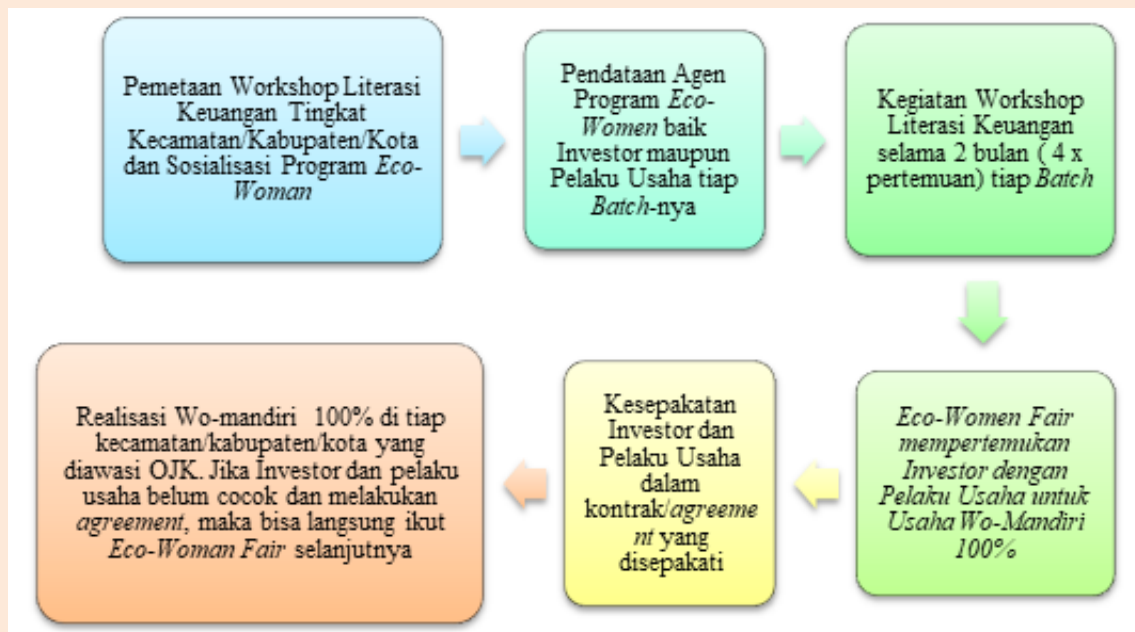 Pemetaan Workshop Literasi
Keuangan Tingkat
Kecamatan/Kabupaten/Kota
dan Sosialisasi Program Eco-
Woman
Pendataan Agen
Program Eco-
Women baik
Investor maupun
Pelaku Usaha tiap
Batch-nya
Kegiatan Workshop
Literasi Keuangan
selama 2 bulan ( 4 x
pertemuan) tiap Batch
Eco-Women Fair
mempertemukan
Investor dengan
Pelaku Usaha untuk
Usaha Wo-Mandiri
100%
Kesepakatan
Investor dan
Pelaku Usaha
dalam
kontrak/agreeme
nt yang
disepakati
Realisasi Wo-mandiri 100% di tiap
kecamatan/kabupaten/kota yang
diawasi OJK. Jika Investor dan pelaku
usaha belum cocok dan melakukan
agreement, maka bisa langsung ikut
Eco-Woman Fair selanjutnya